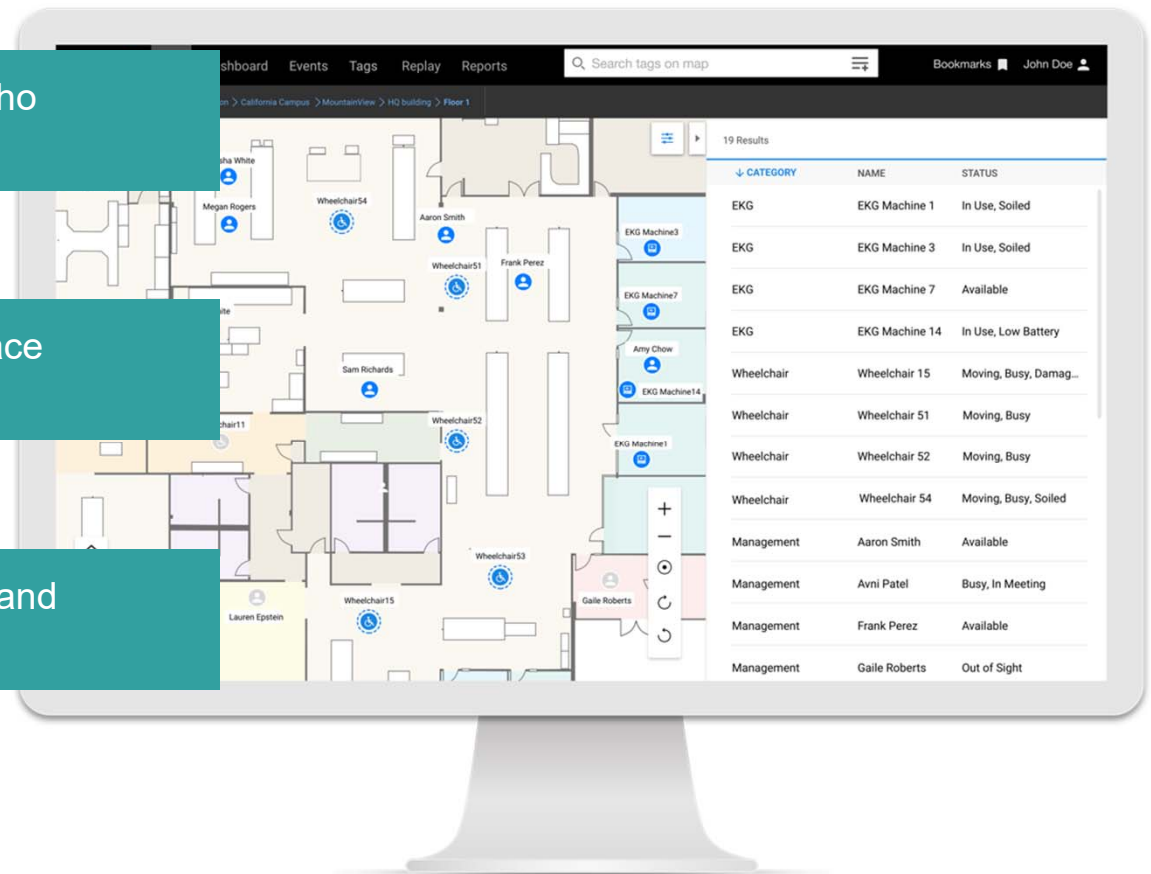 ho
ace
and
shboard Events Tags Replay Reports
Search tags on map
Bookmarks John Doe
on > California Campus > MountainView > HQ building > Floor 1
sha White
Megan Rogers
Wheelchair54
Aaron Smith
Wheelchair51
Frank Perez
EKG Machine3
EKG Machine7
Amy Chow
EKG Machine14
Sam Richards
hair11
Wheelchair52
EKG Machine1
Wheelchair53
Wheelchair15
Lauren Epstein
Gaile Roberts
19 Results
CATEGORY NAME STATUS
EKG EKG Machine 1 In Use, Soiled
EKG EKG Machine 3 In Use, Soiled
EKG EKG Machine 7 Available
EKG EKG Machine 14 In Use, Low Battery
Wheelchair Wheelchair 15 Moving, Busy, Damag...
Wheelchair Wheelchair 51 Moving, Busy
Wheelchair Wheelchair 52 Moving, Busy
Wheelchair Wheelchair 54 Moving, Busy, Soiled
Management Aaron Smith Available
Management Avni Patel Busy, In Meeting
Management Frank Perez Available
Management Gaile Roberts Out of Sight